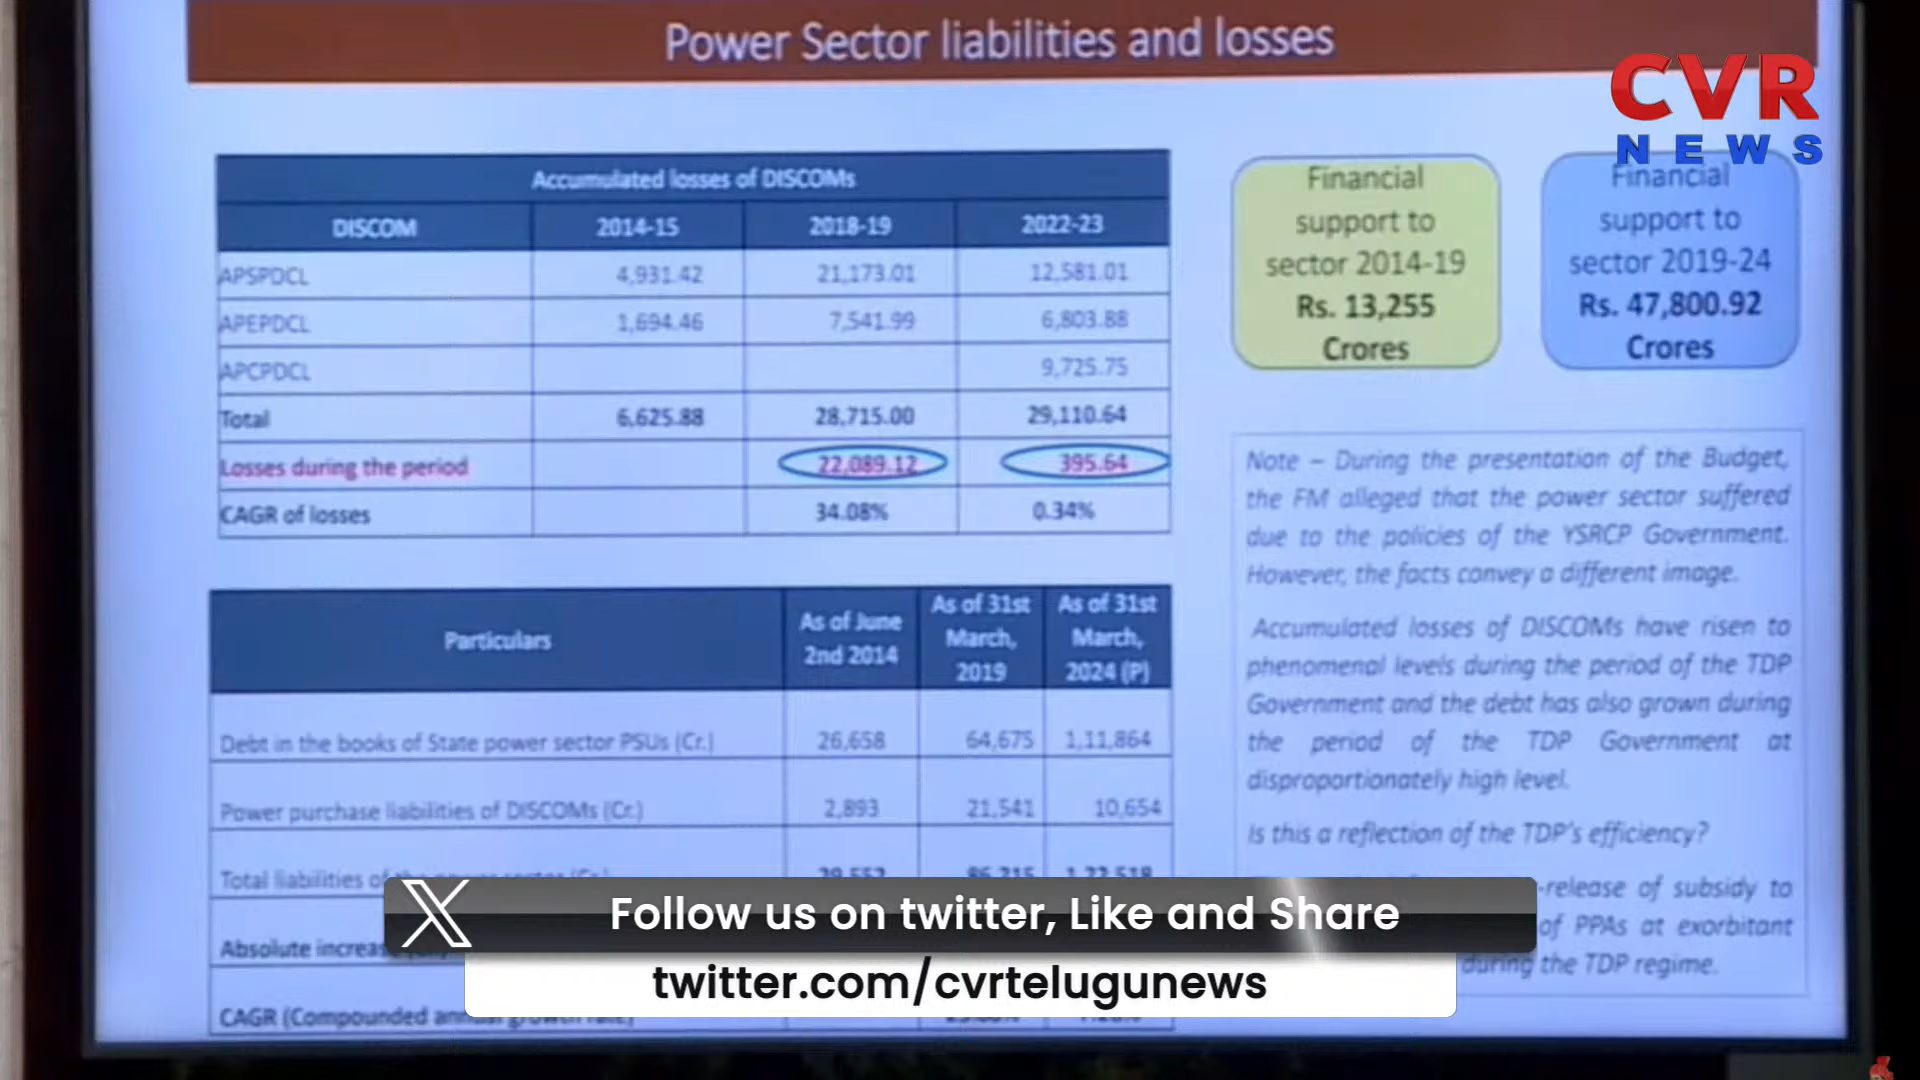 Power Sector liabilities and losses
CVR
NEWS
Accumulated losses of DISCOMs
DISCOM 2014-15 2018-19 2022-23
APSPDCL 4,931.42 21,173.01 12,581.01
APEPDCL 1,694.46 7,541.99 6,803.88
APCPDCL 9,725.75
Total 6,625.88 28,715.00 29,110.64
Losses during the period 22,089.12 395.64
CAGR of losses 34.08% 0.34%
Financial
support to
sector 2014-19
Rs. 13,255
Crores
Financial
support to
sector 2019-24
Rs. 47,800.92
Crores
Particulars
As of June
2nd 2014
As of 31st
March,
2019
As of 31st
March,
2024 (P)
Debt in the books of State power sector PSUs (Cr.) 26,658 64,675 1,11,864
Power purchase liabilities of DISCOMs (Cr.) 2,893 21,541 10,654
Total liabilities of
Absolute
CAGR (Compounded
Note – During the presentation of the Budget,
the FM alleged that the power sector suffered
due to the policies of the YSRCP Government.
However, the facts convey a different image.
Accumulated losses of DISCOMs have risen to
phenomenal levels during the period of the TDP
Government and the debt has also grown during
the period of the TDP Government at
disproportionately high level.
Is this a reflection of the TDP's efficiency?
-release of subsidy to
of PPAs at exorbitant
during the TDP regime.
X Follow us on twitter, Like and Share
twitter.com/cvrtelugunews